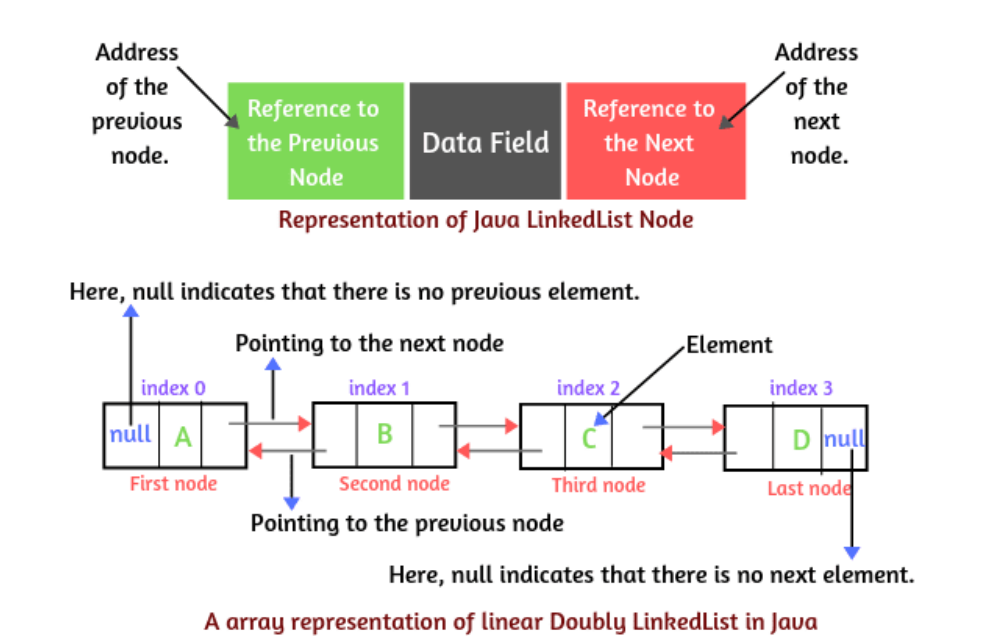 Address
of the
previous
node.
Reference to
the Previous
Node
Data Field
Reference to
the Next
Node
Address
of the
next
node.
Representation of Java LinkedList Node
Here, null indicates that there is no previous element.
Pointing to the next node
Element
index 0
index 1
index 2
index 3
null A
B
C
D null
First node
Second node
Third node
Last node
Pointing to the previous node
Here, null indicates that there is no next element.
A array representation of linear Doubly LinkedList in Java